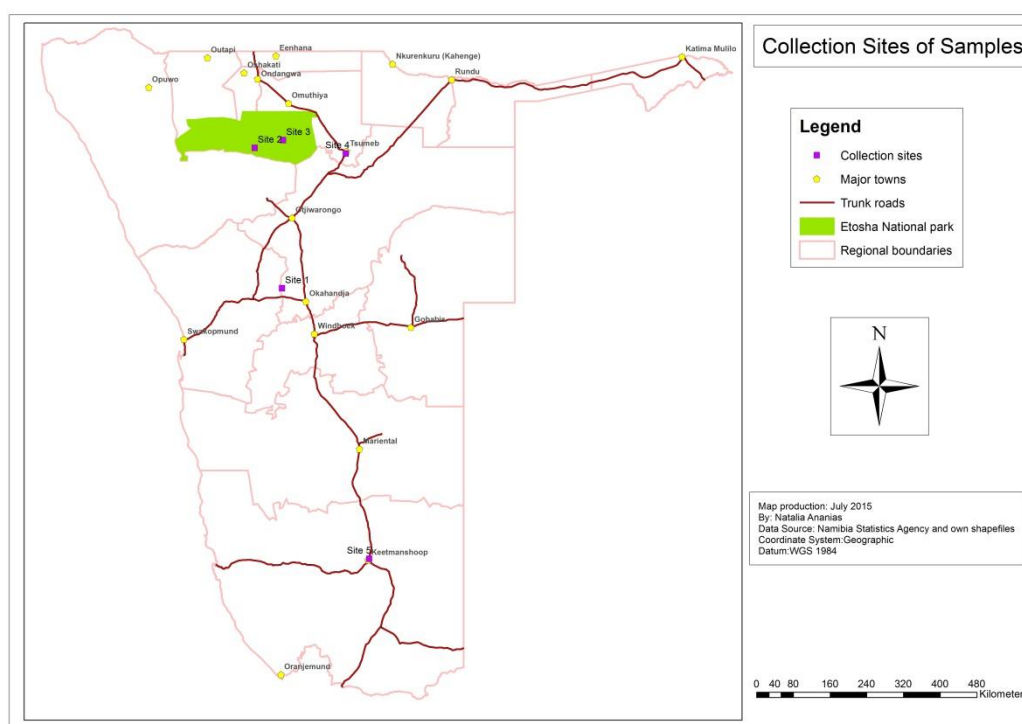 Collection Sites of Samples
Outapi
Eenhana
Oshakati
Ondangwa
Opuwo
Nkurenkuru (Kahenge)
Rundu
Katima Mulilo
Omuthiya
Site 3
Site 2
Site 4
Tsumeb
Otjiwarongo
Site 1
Okahandja
Swakopmund
Windhoek
Gobabis
Mariental
Site 5
Keetmanshoop
Oranjemund
Legend
Collection sites
Major towns
Trunk roads
Etosha National park
Regional boundaries
N
Map production: July 2015
By: Natalia Ananias
Data Source: Namibia Statistics Agency and own shapefiles
Coordinate System:Geographic
Datum:WGS 1984
0 40 80 160 240 320 400 480
Kilometer